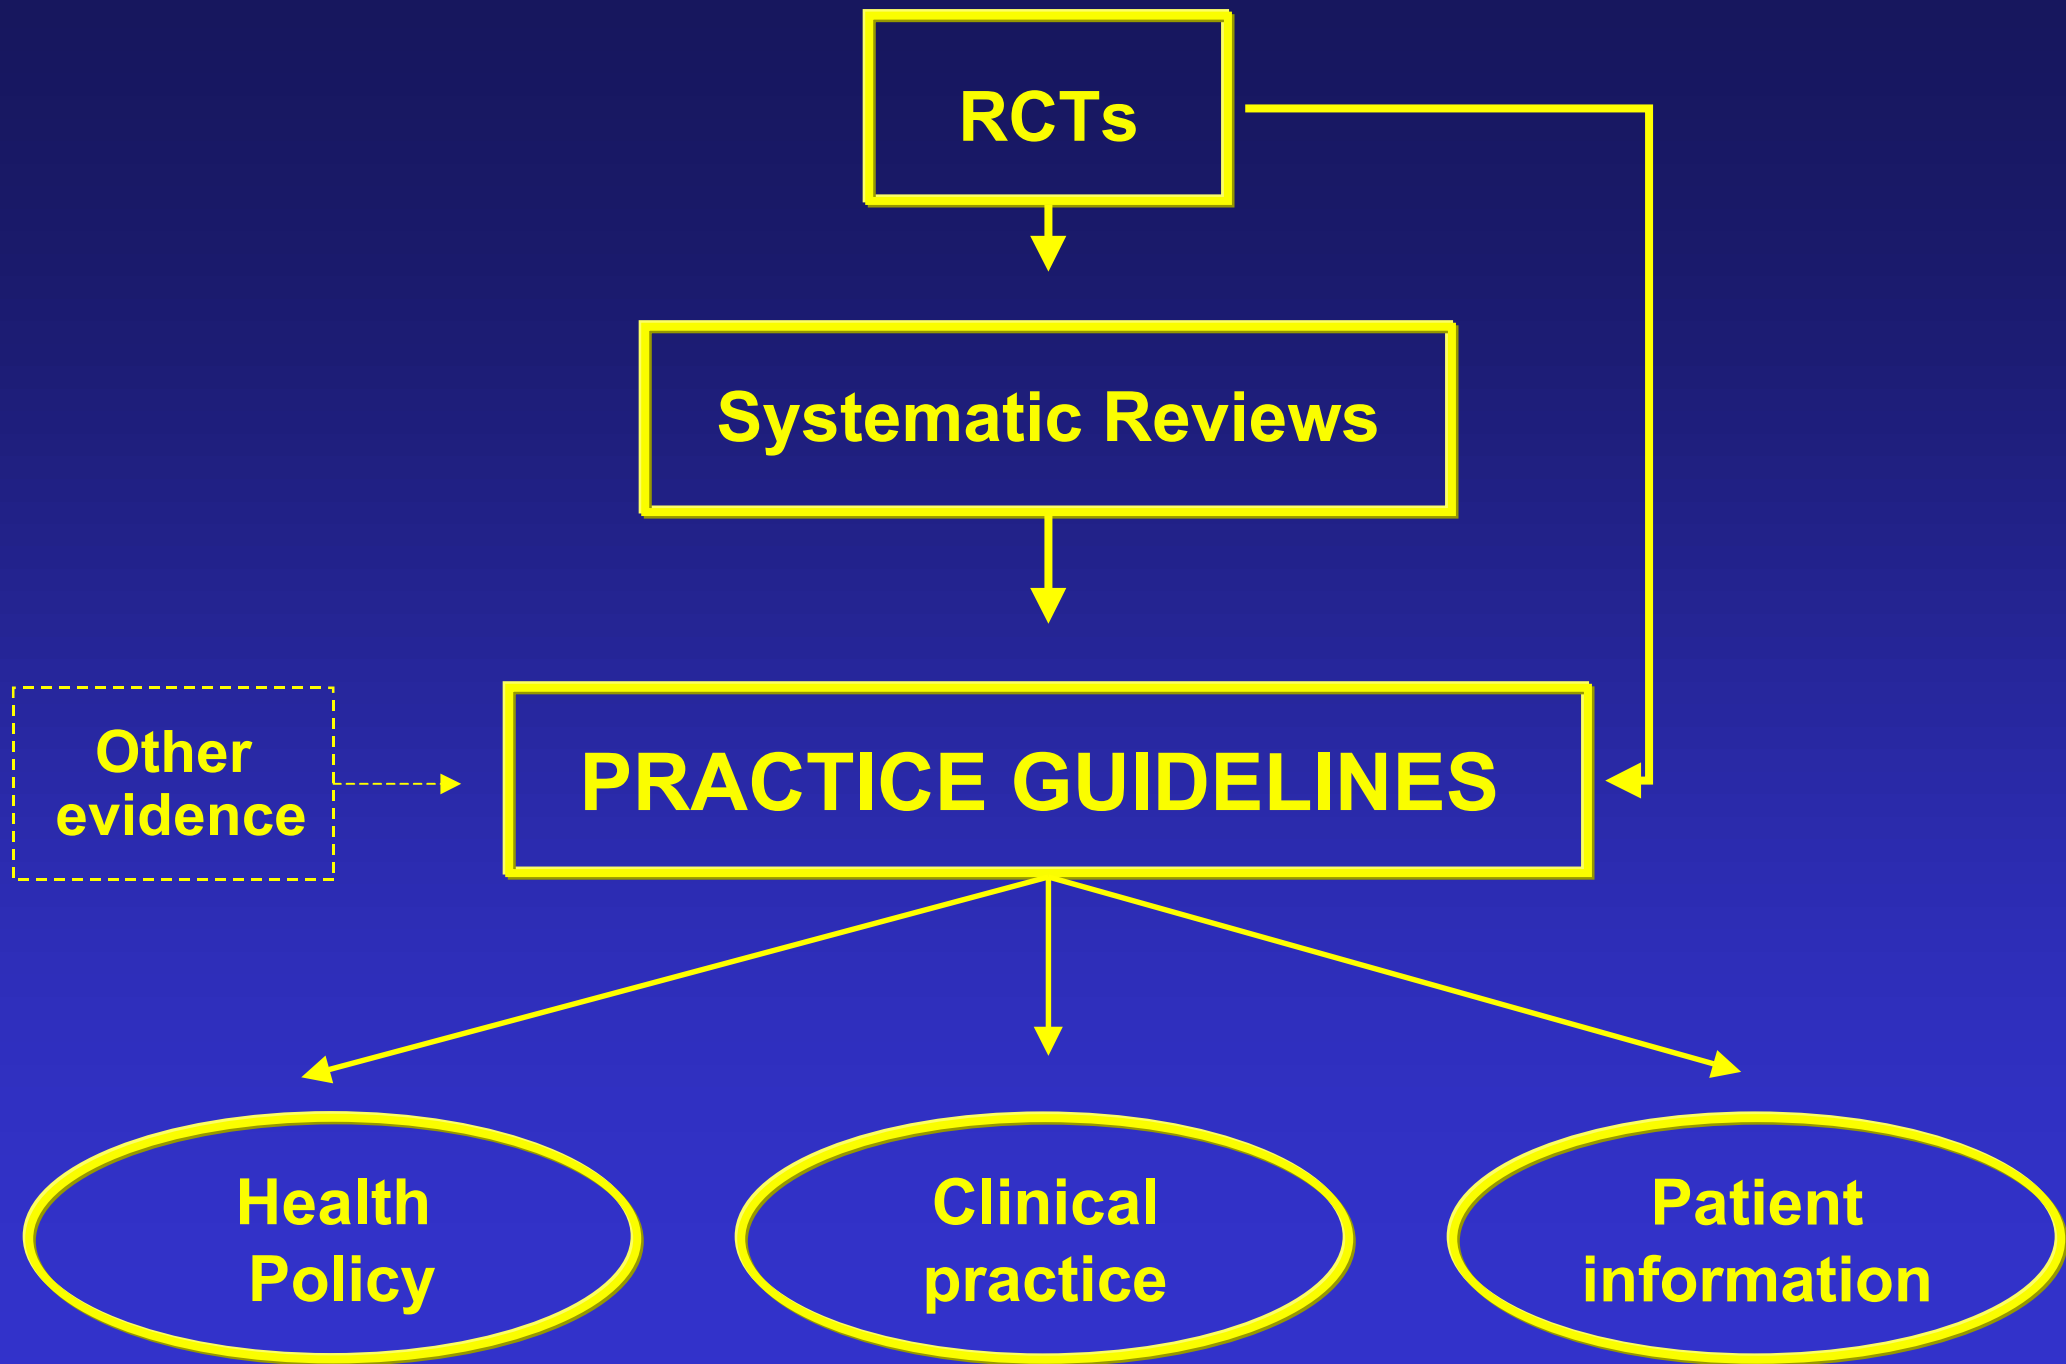 RCTs
Systematic Reviews
Other
evidence
PRACTICE GUIDELINES
Health
Policy
Clinical
practice
Patient
information